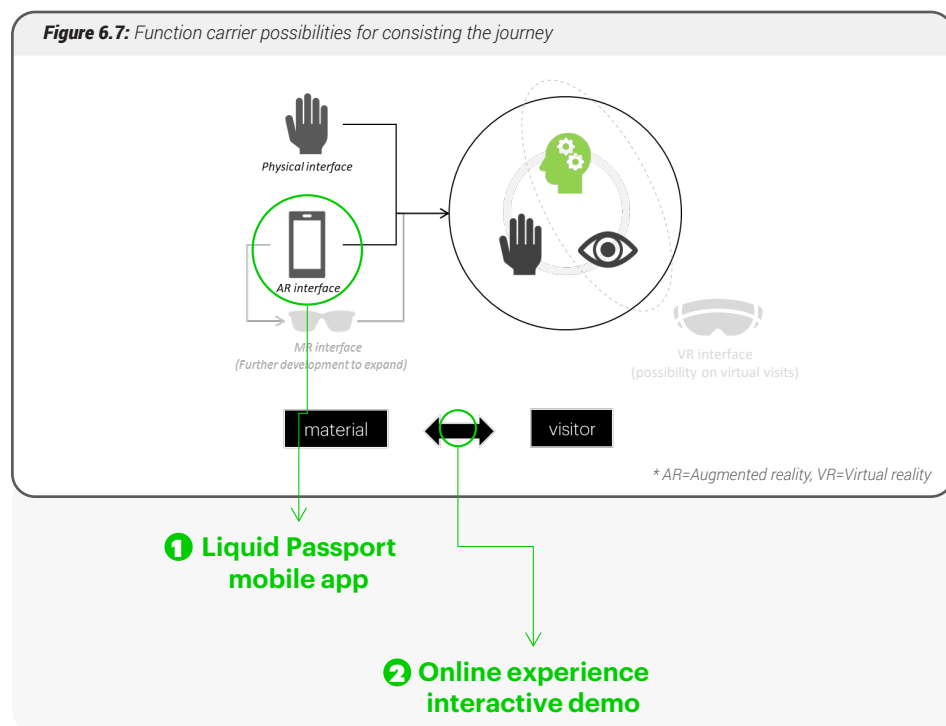 Figure 6.7: Function carrier possibilities for consisting the journey
Physical interface
AR interface
MR interface
(Further development to expand)
VR interface
(possibility on virtual visits)
material
visitor
* AR=Augmented reality, VR=Virtual reality
1 Liquid Passport
mobile app
2 Online experience
interactive demo